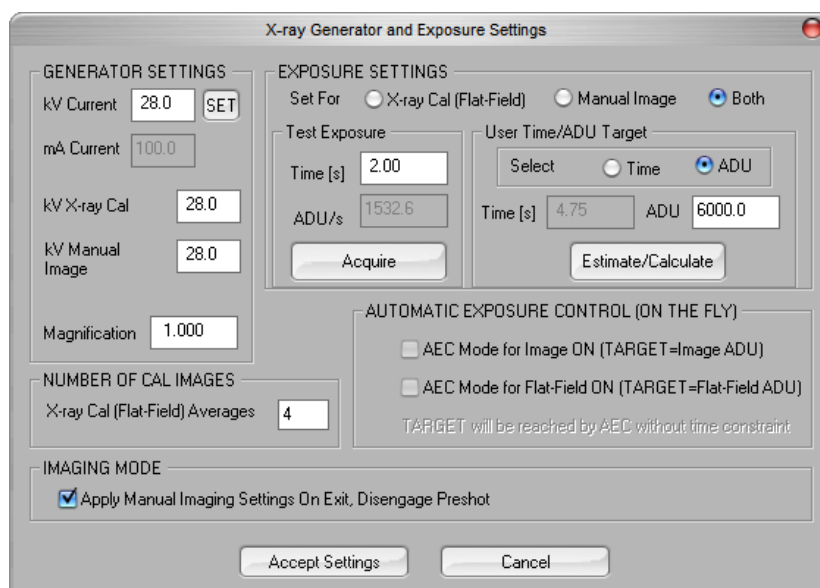 X-ray Generator and Exposure Settings
GENERATOR SETTINGS
kV Current 28.0 SET
mA Current 100.0
kV X-ray Cal 28.0
kV Manual Image 28.0
Magnification 1.000
EXPOSURE SETTINGS
Set For X-ray Cal (Flat-Field) Manual Image Both
Test Exposure
Time [s] 2.00
ADU/s 1532.6
Acquire
User Time/ADU Target
Select Time ADU
Time [s] 4.75 ADU 6000.0
Estimate/Calculate
AUTOMATIC EXPOSURE CONTROL (ON THE FLY)
AEC Mode for Image ON (TARGET=Image ADU)
AEC Mode for Flat-Field ON (TARGET=Flat-Field ADU)
TARGET will be reached by AEC without time constraint
NUMBER OF CAL IMAGES
X-ray Cal (Flat-Field) Averages 4
IMAGING MODE
Apply Manual Imaging Settings On Exit, Disengage Preshot
Accept Settings Cancel